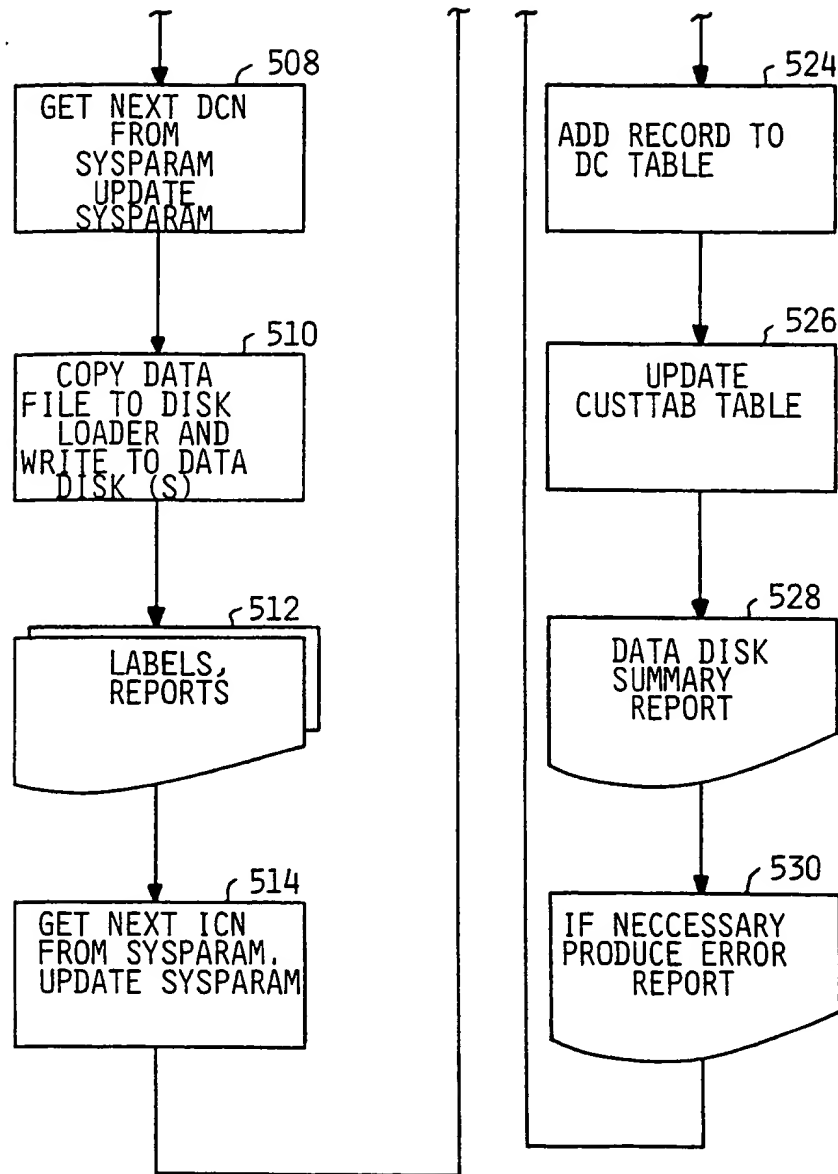 508
GET NEXT DCN
FROM
SYSPARAM
UPDATE
SYSPARAM
510
COPY DATA
FILE TO DISK
LOADER AND
WRITE TO DATA
DISK (S)
512
LABELS,
REPORTS
514
GET NEXT ICN
FROM SYSPARAM.
UPDATE SYSPARAM
524
ADD RECORD TO
DC TABLE
526
UPDATE
CUSTTAB TABLE
528
DATA DISK
SUMMARY
REPORT
530
IF NECCESSARY
PRODUCE ERROR
REPORT